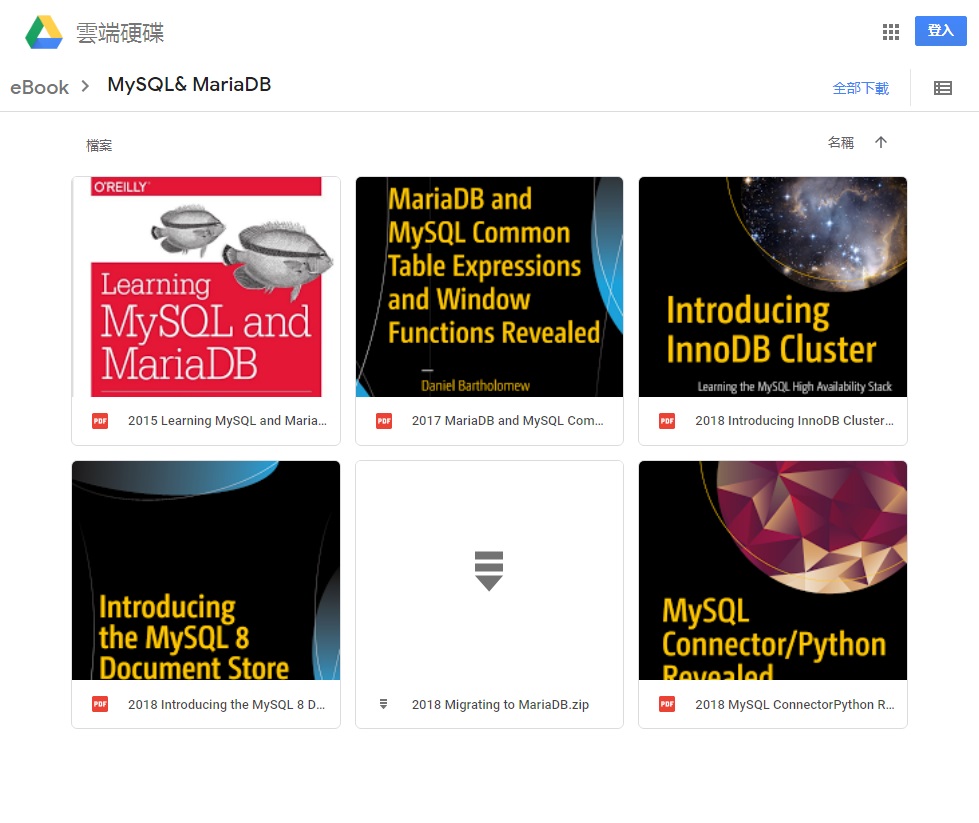 雲端硬碟
登入
eBook
MySQL& MariaDB
全部下載
檔案
名稱
O'REILLY
Learning
MySQL and
MariaDB
PDF
2015 Learning MySQL and Maria...
MariaDB and
MySQL Common
Table Expressions
and Window
Functions Revealed
Daniel Bartholomew
PDF
2017 MariaDB and MySQL Com...
Introducing
InnoDB Cluster
Learning the MySQL High Availability Stack
PDF
2018 Introducing InnoDB Cluster...
Introducing
the MySQL 8
Document Store
PDF
2018 Introducing the MySQL 8 D...
2018 Migrating to MariaDB.zip
MySQL
Connector/Python
Revealed
PDF
2018 MySQL ConnectorPython R...